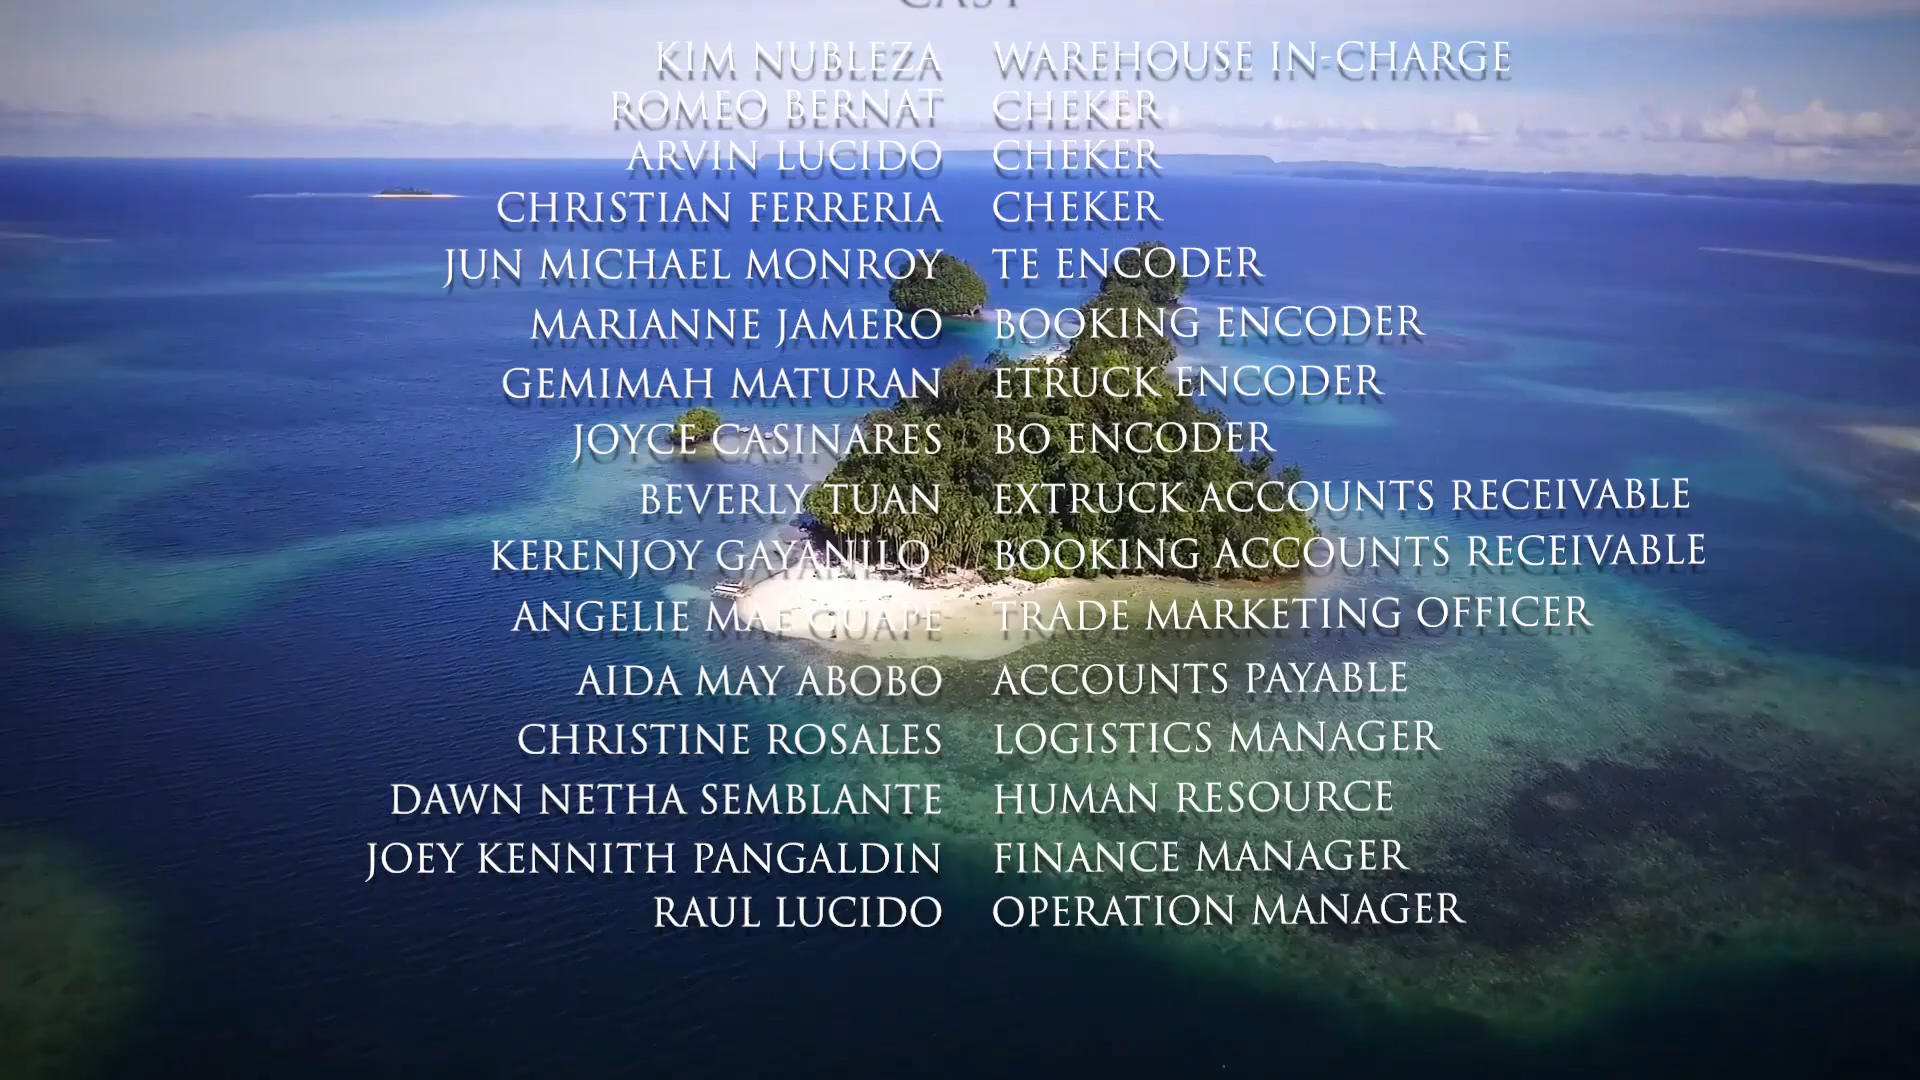 CAST
KIM NUBLEZA WAREHOUSE IN-CHARGE
ROMEO BERNAT CHEKER
ARVIN LUCIDO CHEKER
CHRISTIAN FERRERIA CHEKER
JUN MICHAEL MONROY TE ENCODER
MARIANNE JAMERO BOOKING ENCODER
GEMIMAH MATURAN ETRUCK ENCODER
JOYCE CASINARES BO ENCODER
BEVERLY TUAN EXTRUCK ACCOUNTS RECEIVABLE
KERENJOY GAYANILO BOOKING ACCOUNTS RECEIVABLE
ANGELIE MAE GUAPE TRADE MARKETING OFFICER
AIDA MAY ABOBO ACCOUNTS PAYABLE
CHRISTINE ROSALES LOGISTICS MANAGER
DAWN NETHA SEMBLANTE HUMAN RESOURCE
JOEY KENNITH PANGALDIN FINANCE MANAGER
RAUL LUCIDO OPERATION MANAGER